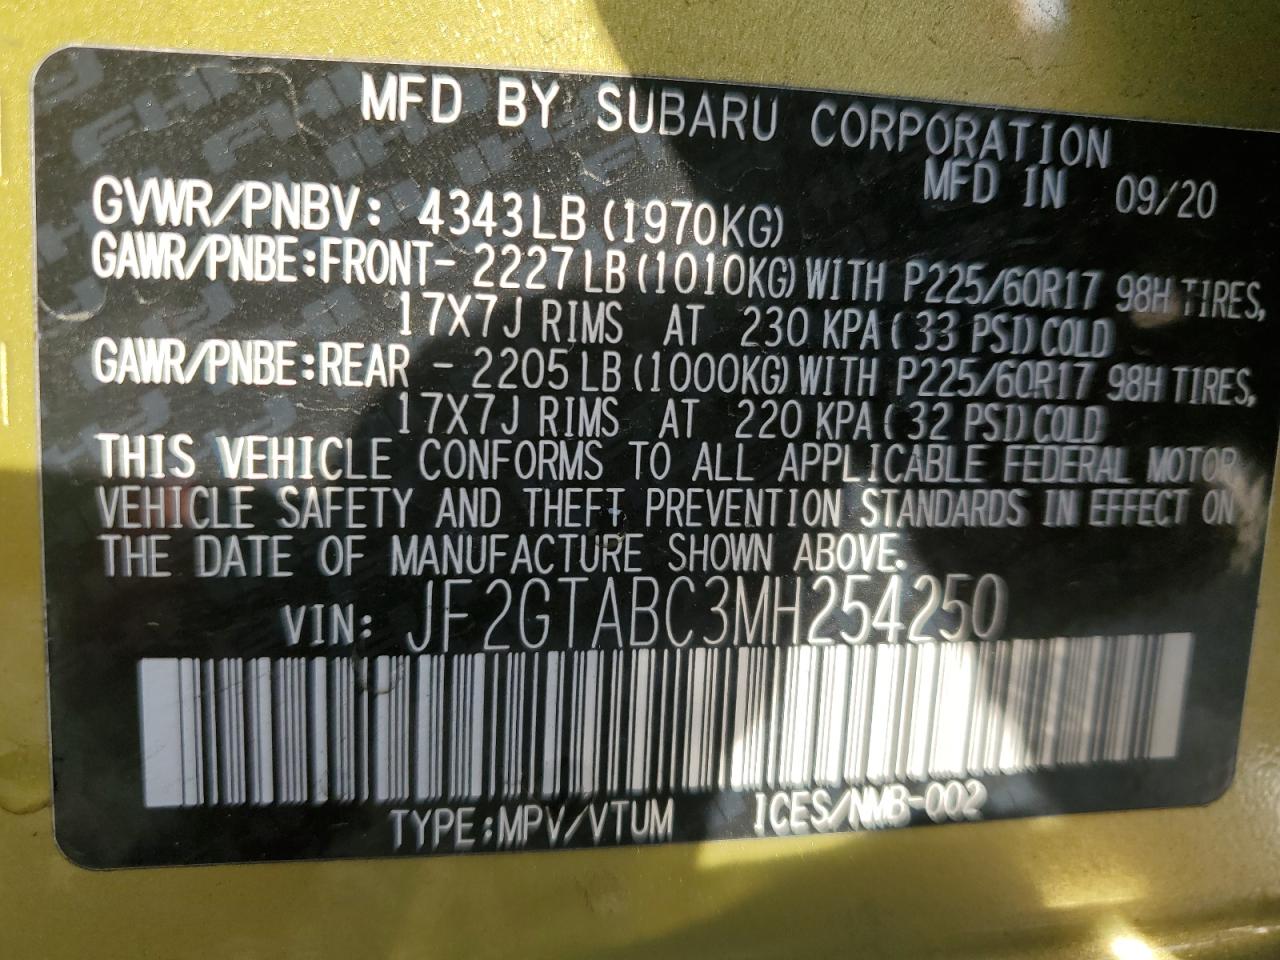 MFD BY SUBARU CORPORATION
MFD IN 09/20
GVWR/PNBV: 4343LB (1970KG)
GAWR/PNBE:FRONT- 2227LB(1010KG)WITH P225/60R17 98H TIRES,
17X7J RIMS AT 230 KPA(33 PSI)COLD
GAWR/PNBE:REAR - 2205LB(1000KG)WITH P225/60R17 98H TIRES,
17X7J RIMS AT 220 KPA(32 PSI)COLD
THIS VEHICLE CONFORMS TO ALL APPLICABLE FEDERAL MOTOR
VEHICLE SAFETY AND THEFT PREVENTION STANDARDS IN EFFECT ON
THE DATE OF MANUFACTURE SHOWN ABOVE.
VIN: JF2GTABC3MH254250
TYPE:MPV/VTUM ICES/NMB-002